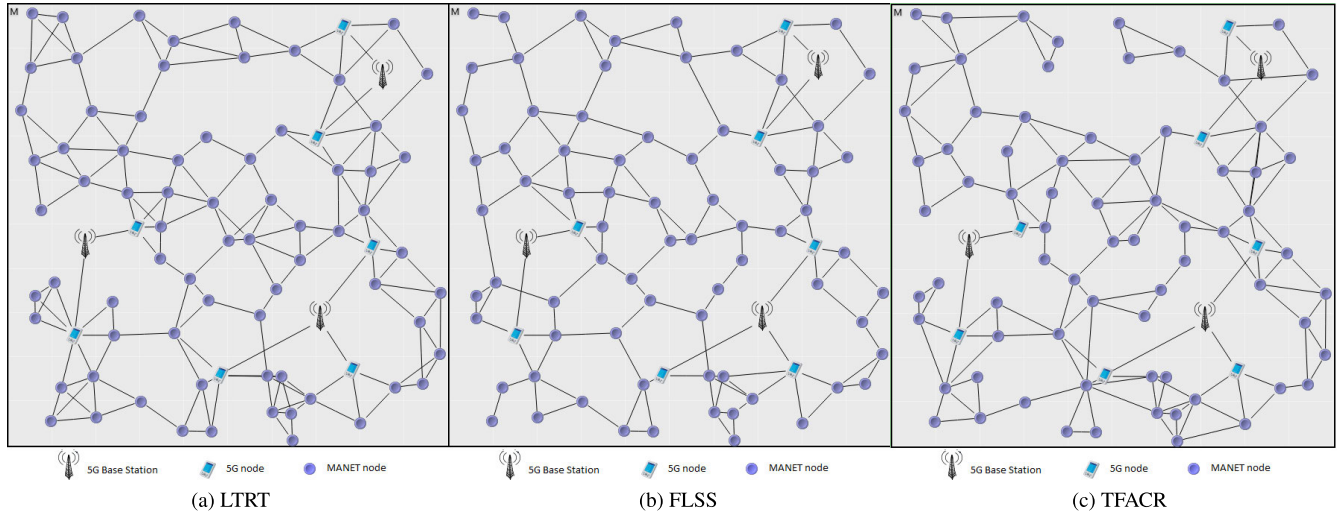 M
M
M
5G Base Station 5G node MANET node
5G Base Station 5G node MANET node
5G Base Station 5G node MANET node
(a) LTRT
(b) FLSS
(c) TFACR